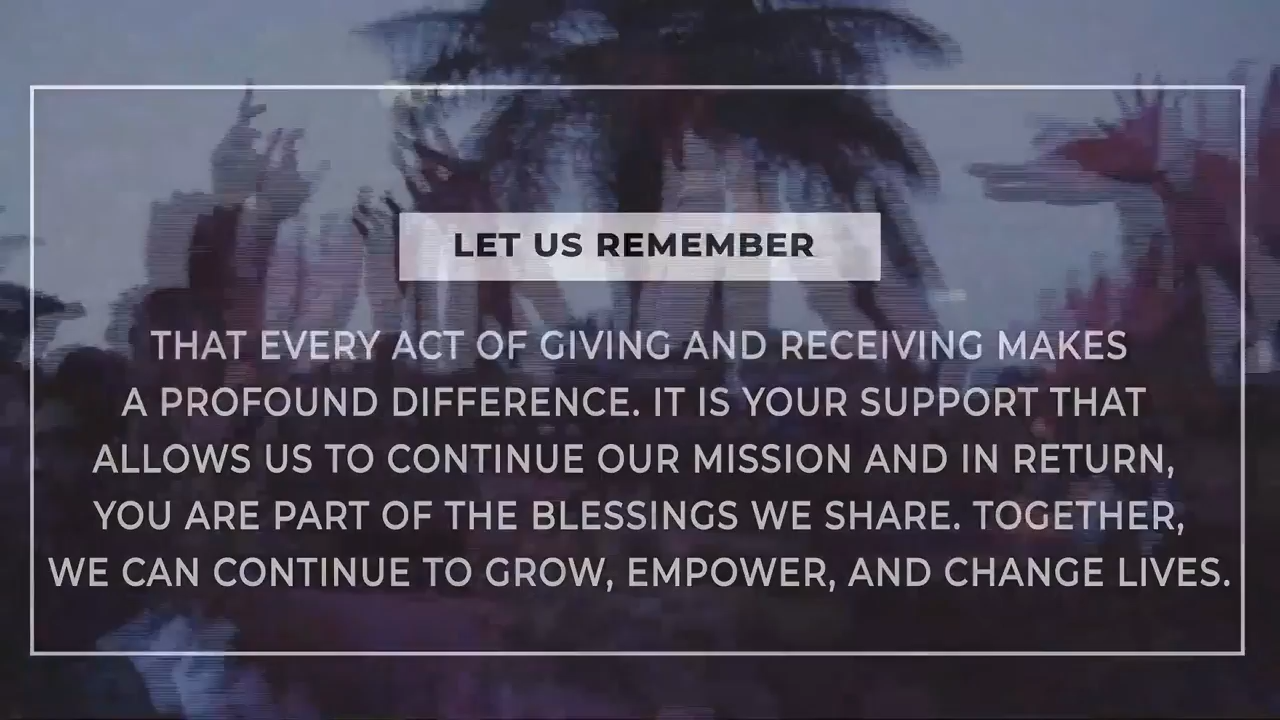 LET US REMEMBER
THAT EVERY ACT OF GIVING AND RECEIVING MAKES
A PROFOUND DIFFERENCE. IT IS YOUR SUPPORT THAT
ALLOWS US TO CONTINUE OUR MISSION AND IN RETURN,
YOU ARE PART OF THE BLESSINGS WE SHARE. TOGETHER,
WE CAN CONTINUE TO GROW, EMPOWER, AND CHANGE LIVES.